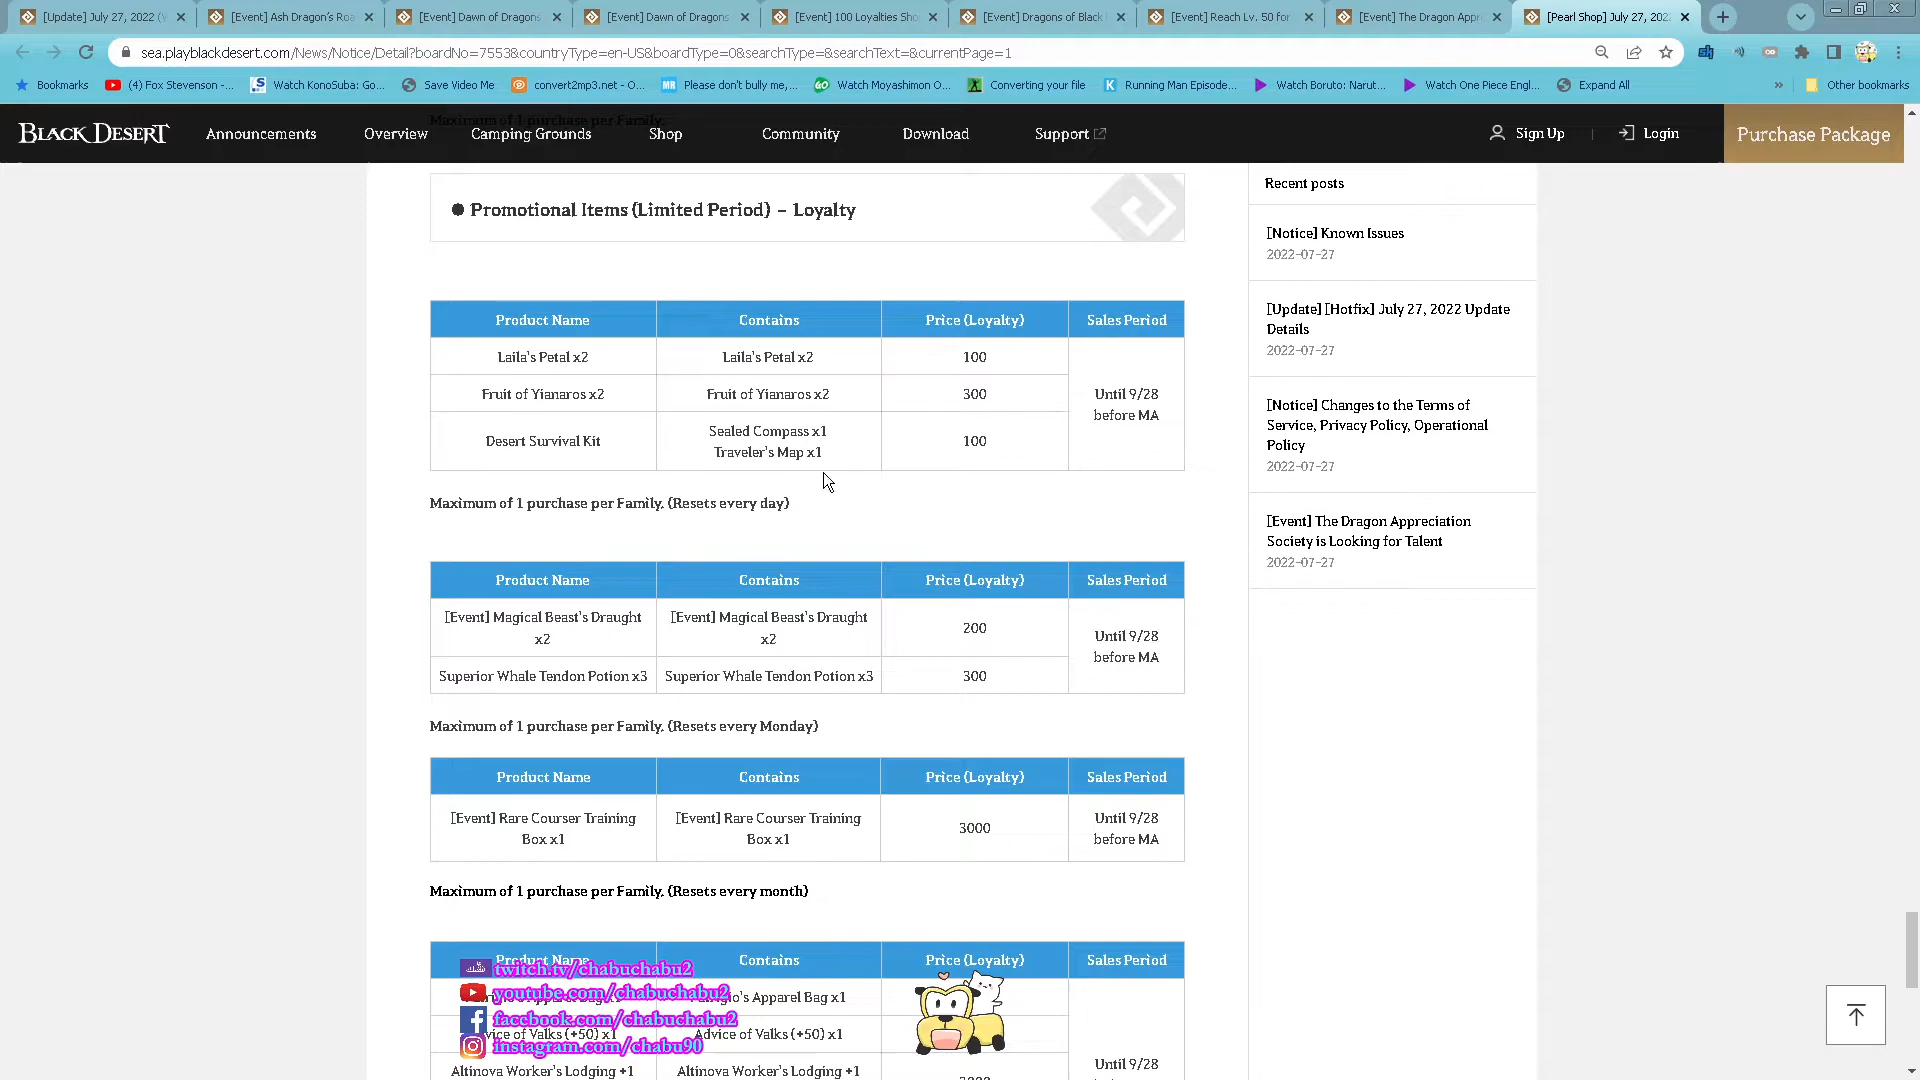 [Update] July 27, 2022 (
[Event] Ash Dragon's Roa
[Event] Dawn of Dragons
[Event] Dawn of Dragons
[Event] 100 Loyalties Sho
[Event] Dragons of Black
[Event] Reach Lv. 50 for
[Event] The Dragon Appr
[Pearl Shop] July 27, 202
sea.playblackdesert.com/News/Notice/Detail?boardNo=7553&countryType=en-US&boardType=0&searchType=&searchText=&currentPage=1
Bookmarks
(4) Fox Stevenson -...
Watch KonoSuba: Go...
Save Video Me
convert2mp3.net - O...
Please don't bully me,...
Watch Moyashimon O...
Converting your file
Running Man Episode...
Watch Boruto: Narut...
Watch One Piece Engl...
Expand All
»
Other bookmarks
Maximum of 1 purchase per Family.
BLACK DESERT
Announcements
Overview
Camping Grounds
Shop
Community
Download
Support
Sign Up
Login
Purchase Package
● Promotional Items (Limited Period) – Loyalty
Product Name Contains Price (Loyalty) Sales Period
Laila's Petal x2 Laila's Petal x2 100
Fruit of Yianaros x2 Fruit of Yianaros x2 300
Until 9/28
before MA
Desert Survival Kit
Sealed Compass x1
Traveler's Map x1
100
Maximum of 1 purchase per Family. (Resets every day)
Product Name Contains Price (Loyalty) Sales Period
[Event] Magical Beast's Draught
x2
[Event] Magical Beast's Draught
x2
200
Until 9/28
before MA
Superior Whale Tendon Potion x3 Superior Whale Tendon Potion x3 300
Maximum of 1 purchase per Family. (Resets every Monday)
Product Name Contains Price (Loyalty) Sales Period
[Event] Rare Courser Training
Box x1
[Event] Rare Courser Training
Box x1
3000
Until 9/28
before MA
Maximum of 1 purchase per Family. (Resets every month)
Product Name Contains Price (Loyalty) Sales Period
Apparel Bag x1
Advice of Valks (+50) x1 Advice of Valks (+50) x1
Altinova Worker's Lodging +1 Altinova Worker's Lodging +1
Until 9/28
twitch.tv/chabuchabu2
youtube.com/chabuchabu2
facebook.com/chabuchabu2
instagram.com/chabu90
Recent posts
[Notice] Known Issues
2022-07-27
[Update] [Hotfix] July 27, 2022 Update
Details
2022-07-27
[Notice] Changes to the Terms of
Service, Privacy Policy, Operational
Policy
2022-07-27
[Event] The Dragon Appreciation
Society is Looking for Talent
2022-07-27